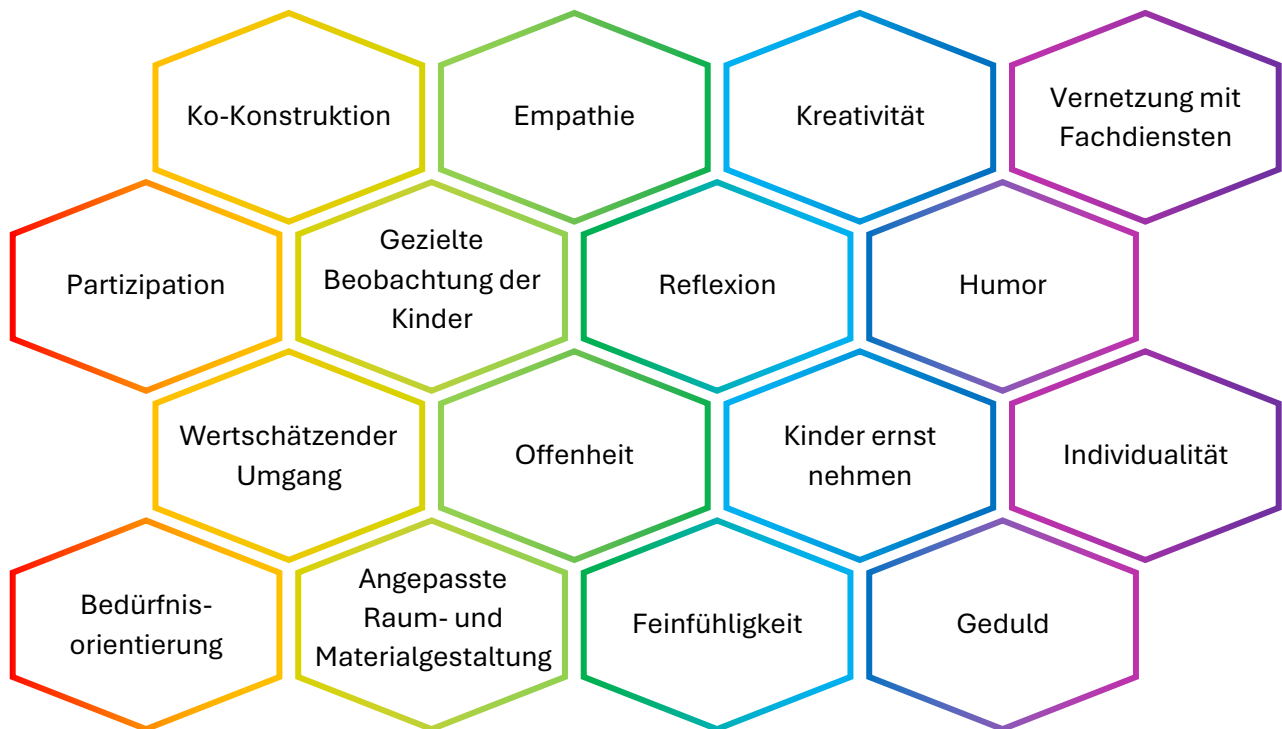 Ko-Konstruktion
Empathie
Kreativität
Vernetzung mit
Fachdiensten
Partizipation
Gezielte
Beobachtung der
Kinder
Reflexion
Humor
Wertschätzender
Umgang
Offenheit
Kinder ernst
nehmen
Individualität
Bedürfnis-
orientierung
Angepasste
Raum- und
Materialgestaltung
Feinfühligkeit
Geduld